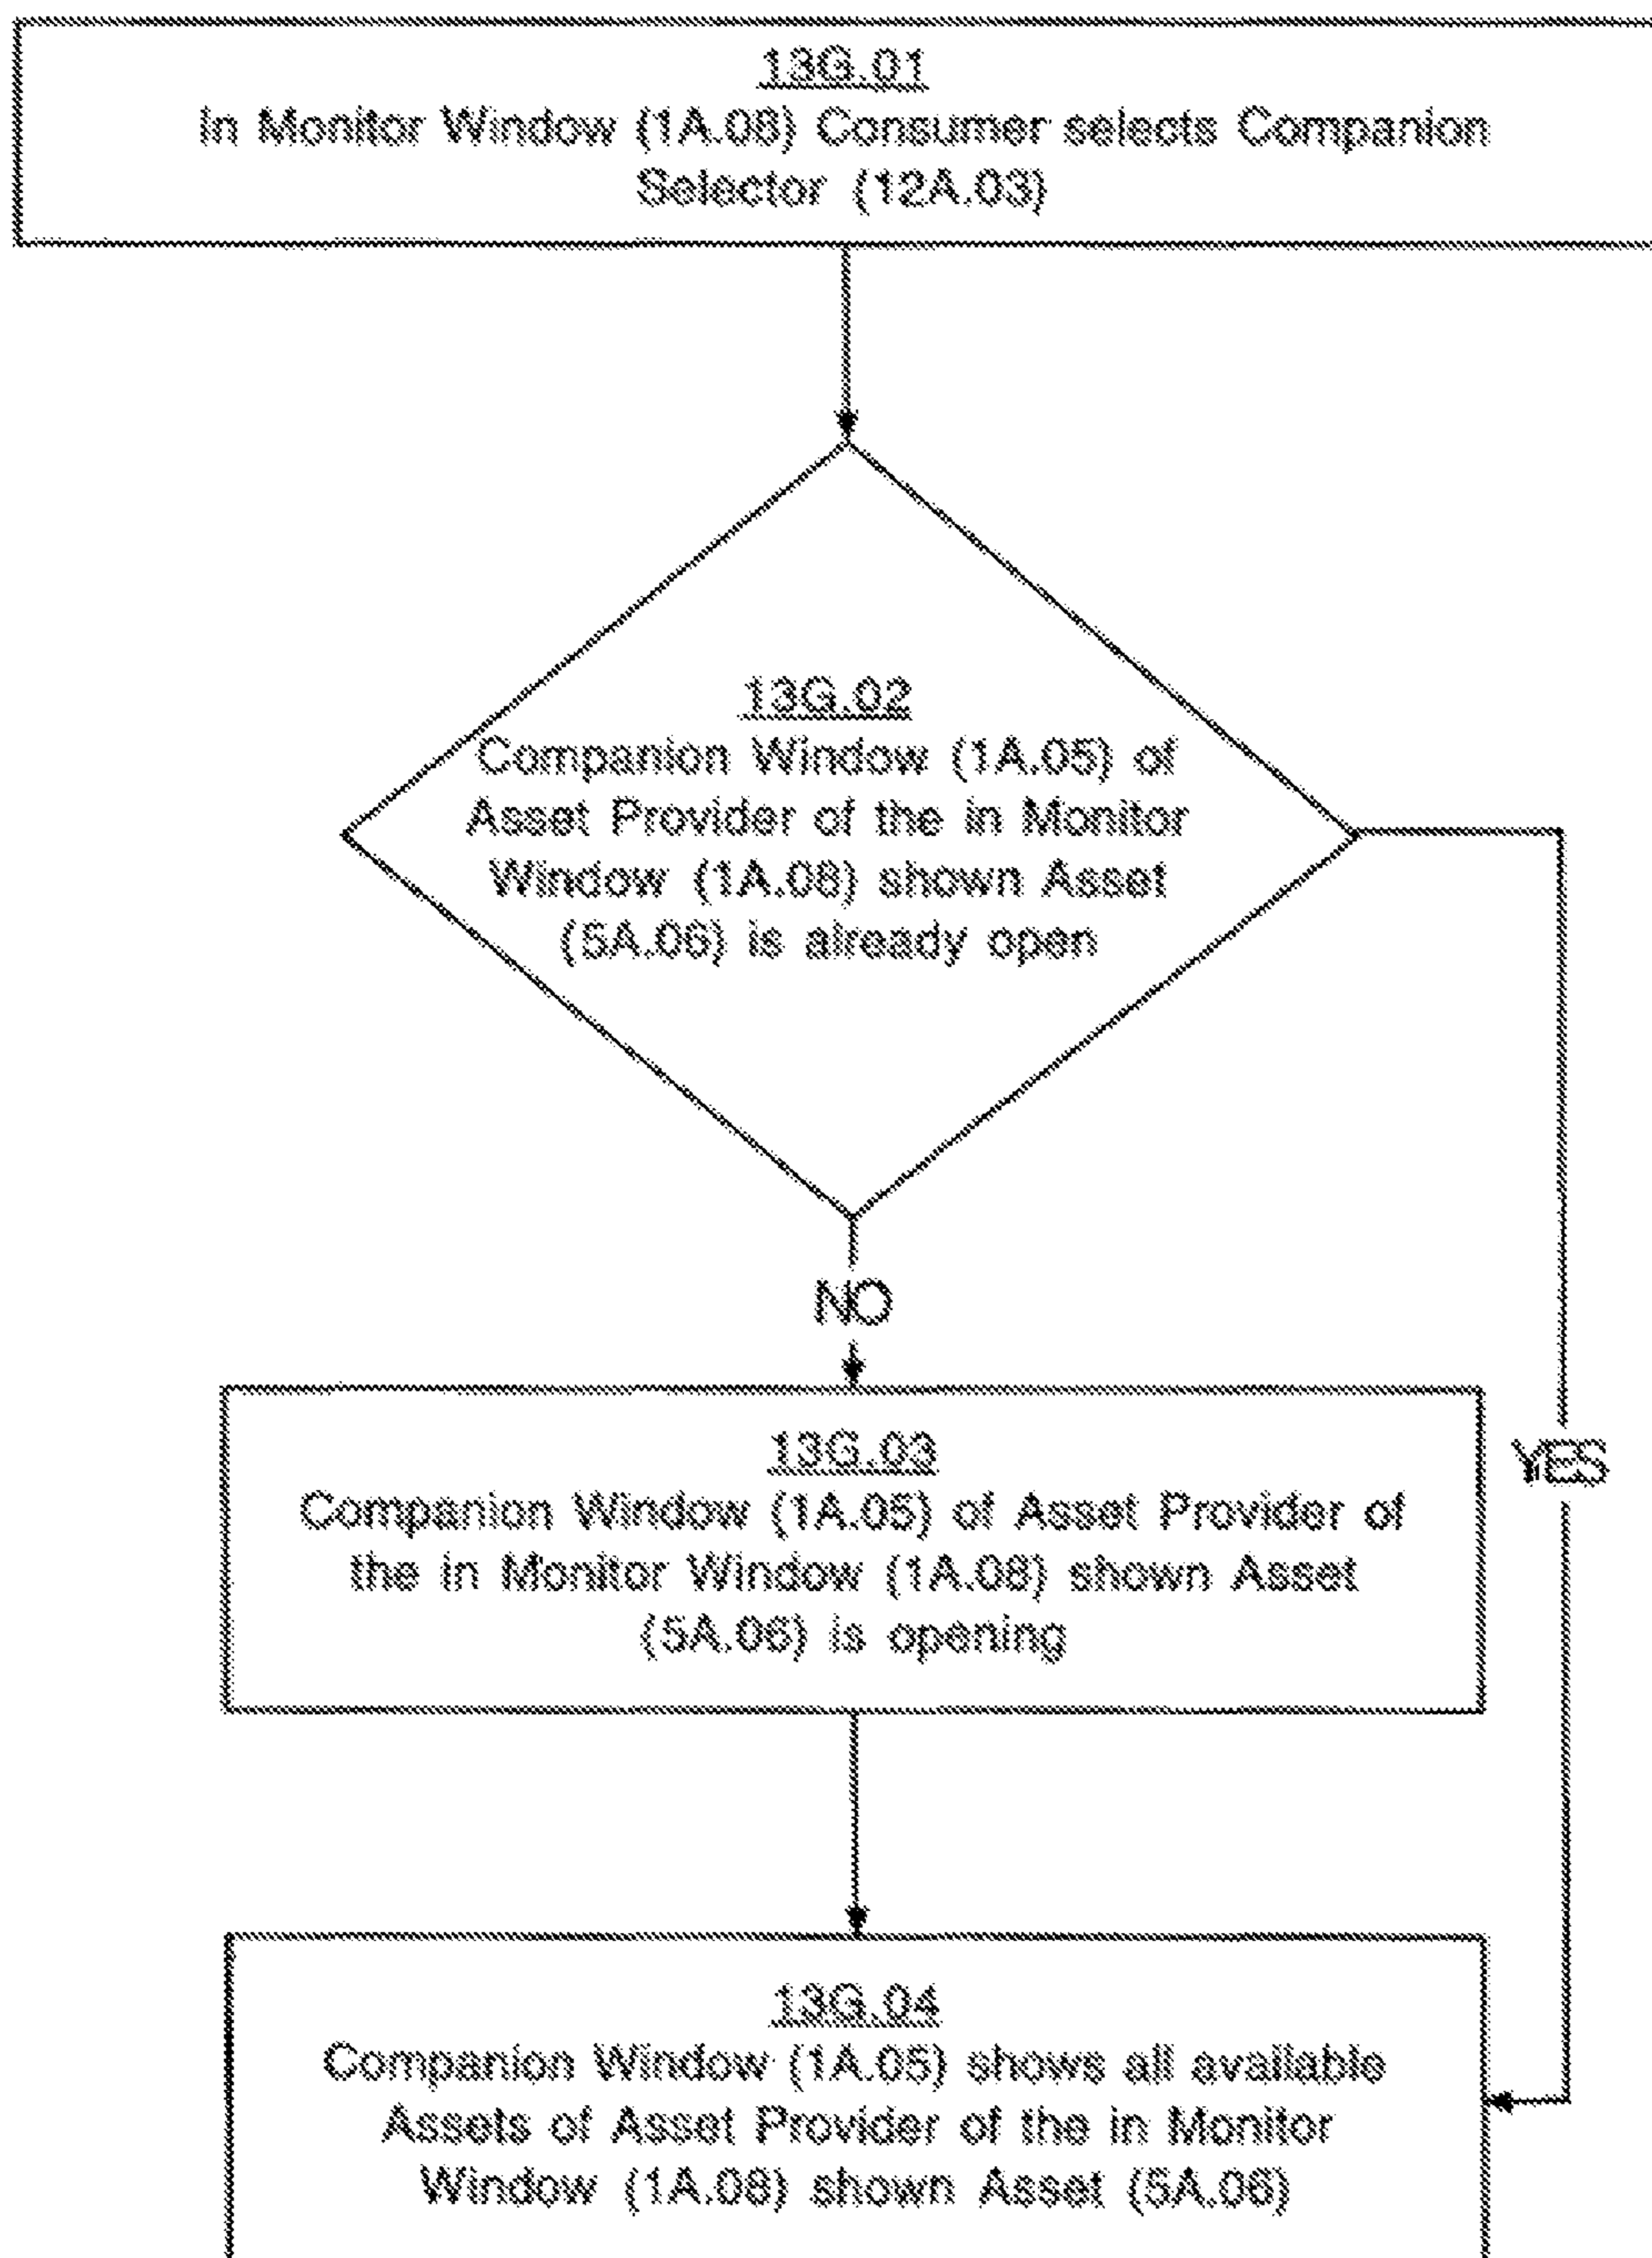 13G.01
In Monitor Window (1A.08) Consumer selects Companion
Selector (12A.03)
13G.02
Companion Window (1A.05) of
Asset Provider of the in Monitor
Window (1A.08) shown Asset
(5A.06) is already open
NO
13G.03
Companion Window (1A.05) of Asset Provider of
the in Monitor Window (1A.08) shown Asset
(5A.06) is opening
YES
13G.04
Companion Window (1A.05) shows all available
Assets of Asset Provider of the in Monitor
Window (1A.08) shown Asset (5A.06)